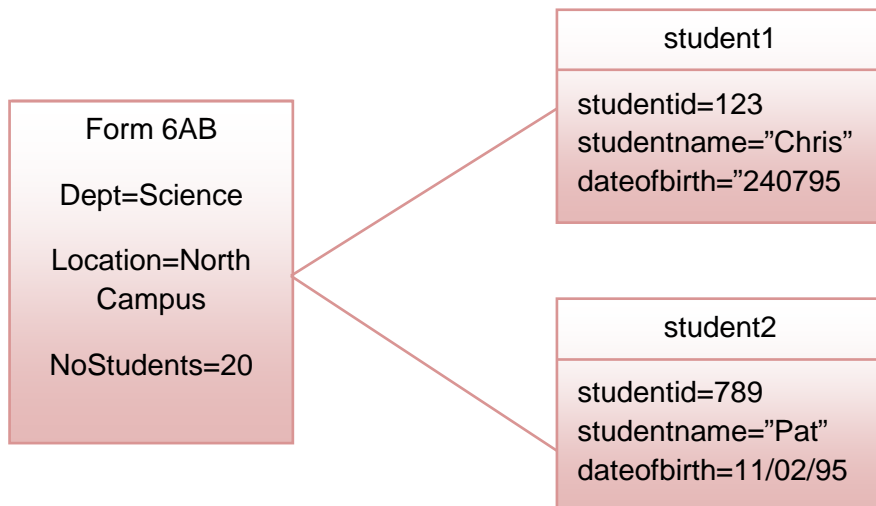 Form 6AB
Dept=Science
Location=North
Campus
NoStudents=20
student1
studentid=123
studentname=”Chris”
dateofbirth=”240795
student2
studentid=789
studentname=”Pat”
dateofbirth=11/02/95